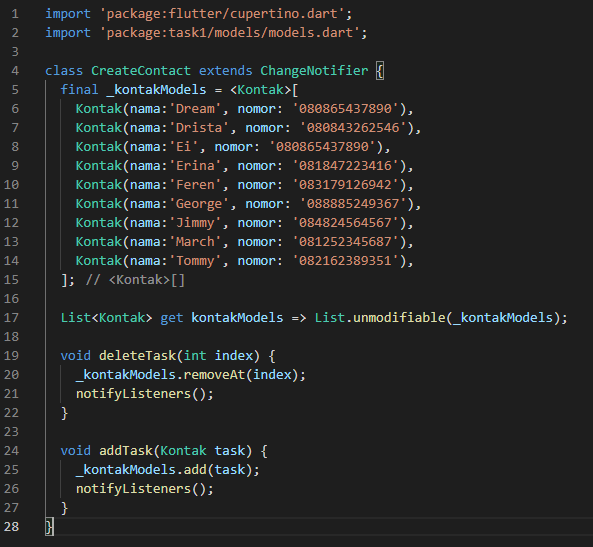 1 import 'package:flutter/cupertino.dart';
2 import 'package:task1/models/models.dart';
3
4 class CreateContact extends ChangeNotifier {
5   final _kontakModels = <Kontak>[
6     Kontak(nama:'Dream', nomor: '080865437890'),
7     Kontak(nama:'Drista', nomor: '080843262546'),
8     Kontak(nama:'Ei', nomor: '080865437890'),
9     Kontak(nama:'Erina', nomor: '081847223416'),
10     Kontak(nama:'Feren', nomor: '083179126942'),
11     Kontak(nama:'George', nomor: '088885249367'),
12     Kontak(nama:'Jimmy', nomor: '084824564567'),
13     Kontak(nama:'March', nomor: '081252345687'),
14     Kontak(nama:'Tommy', nomor: '082162389351'),
15   ]; // <Kontak>[]
16
17   List<Kontak> get kontakModels => List.unmodifiable(_kontakModels);
18
19   void deleteTask(int index) {
20     _kontakModels.removeAt(index);
21     notifyListeners();
22   }
23
24   void addTask(Kontak task) {
25     _kontakModels.add(task);
26     notifyListeners();
27   }
28 }